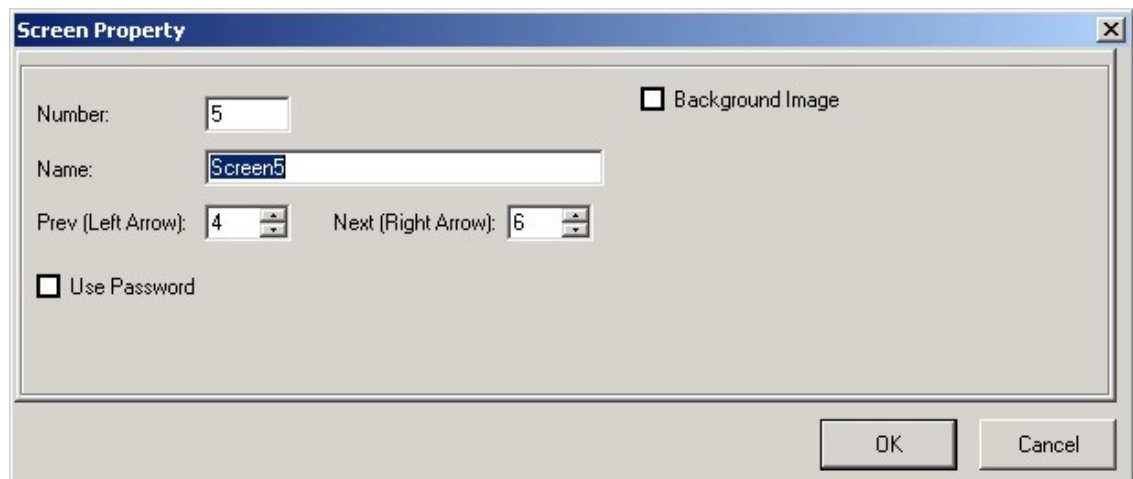 Screen Property
Number: 5
Background Image
Name: Screen5
Prev (Left Arrow): 4 Next (Right Arrow): 6
Use Password
OK Cancel